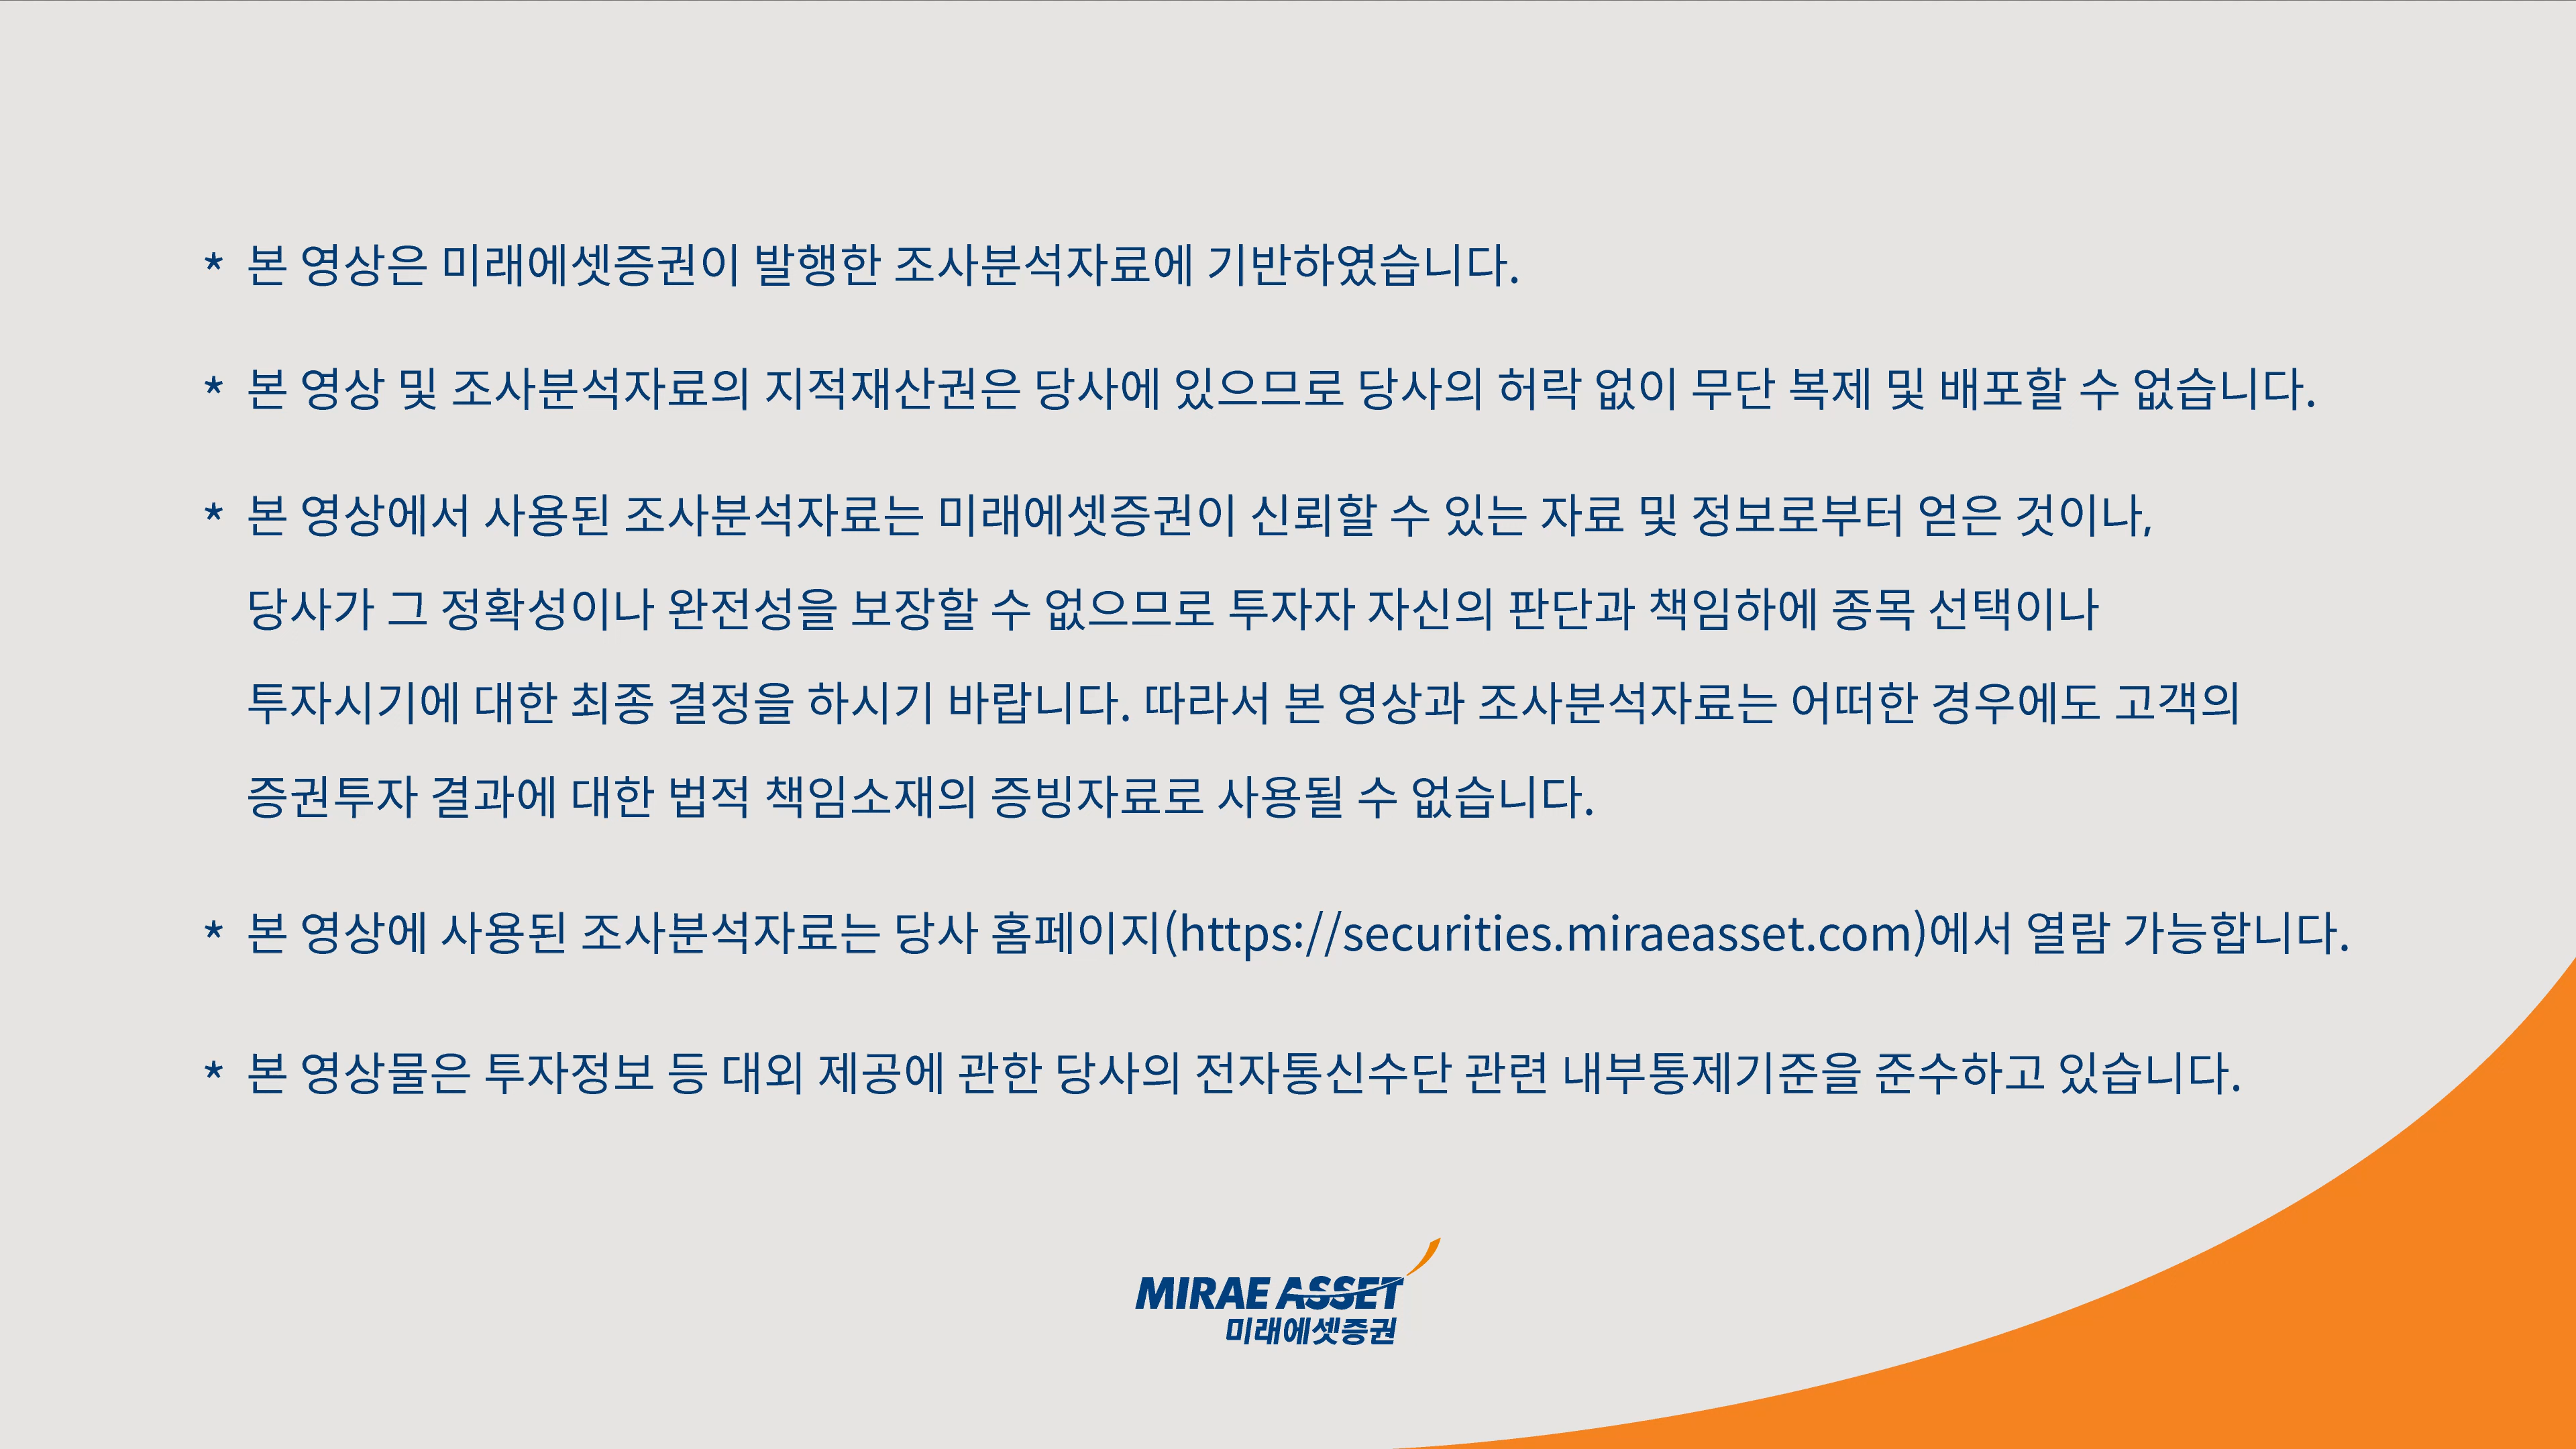 * 본 영상은 미래에셋증권이 발행한 조사분석자료에 기반하였습니다.
* 본 영상 및 조사분석자료의 지적재산권은 당사에 있으므로 당사의 허락 없이 무단 복제 및 배포할 수 없습니다.
* 본 영상에서 사용된 조사분석자료는 미래에셋증권이 신뢰할 수 있는 자료 및 정보로부터 얻은 것이나,
당사가 그 정확성이나 완전성을 보장할 수 없으므로 투자자 자신의 판단과 책임하에 종목 선택이나
투자시기에 대한 최종 결정을 하시기 바랍니다. 따라서 본 영상과 조사분석자료는 어떠한 경우에도 고객의
증권투자 결과에 대한 법적 책임소재의 증빙자료로 사용될 수 없습니다.
* 본 영상에 사용된 조사분석자료는 당사 홈페이지(https://securities.miraeasset.com)에서 열람 가능합니다.
* 본 영상물은 투자정보 등 대외 제공에 관한 당사의 전자통신수단 관련 내부통제기준을 준수하고 있습니다.
MIRAE ASSET
미래에셋증권